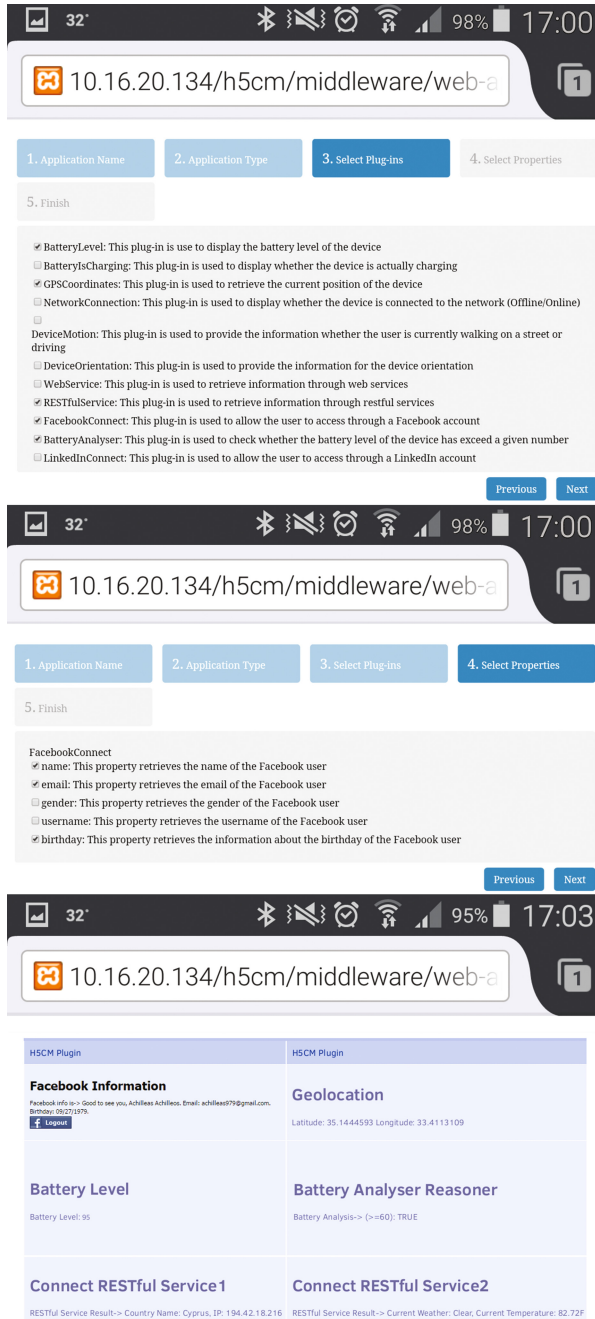 32°
98%
17:00
10.16.20.134/h5cm/middleware/web-a
1
1. Application Name
2. Application Type
3. Select Plug-ins
4. Select Properties
5. Finish
BatteryLevel: This plug-in is use to display the battery level of the device
BatteryIsCharging: This plug-in is used to display whether the device is actually charging
GPSCoordinates: This plug-in is used to retrieve the current position of the device
NetworkConnection: This plug-in is used to display whether the device is connected to the network (Offline/Online)
DeviceMotion: This plug-in is used to provide the information whether the user is currently walking on a street or
driving
DeviceOrientation: This plug-in is used to provide the information for the device orientation
WebService: This plug-in is used to retrieve information through web services
RESTfulService: This plug-in is used to retrieve information through restful services
FacebookConnect: This plug-in is used to allow the user to access through a Facebook account
BatteryAnalyser: This plug-in is used to check whether the battery level of the device has exceed a given number
LinkedInConnect: This plug-in is used to allow the user to access through a LinkedIn account
Previous
Next
32°
98%
17:00
10.16.20.134/h5cm/middleware/web-a
1
1. Application Name
2. Application Type
3. Select Plug-ins
4. Select Properties
5. Finish
FacebookConnect
name: This property retrieves the name of the Facebook user
email: This property retrieves the email of the Facebook user
gender: This property retrieves the gender of the Facebook user
username: This property retrieves the username of the Facebook user
birthday: This property retrieves the information about the birthday of the Facebook user
Previous
Next
32°
95%
17:03
10.16.20.134/h5cm/middleware/web-a
1
H5CM Plugin
H5CM Plugin
Facebook Information
Facebook info is-> Good to see you, Achilleas Achilleos. Email: achilleas979@gmail.com.
Birthday: 09/27/1979.
f Logout
Geolocation
Latitude: 35.1444593 Longitude: 33.4113109
Battery Level
Battery Level: 95
Battery Analyser Reasoner
Battery Analysis-> (>=60): TRUE
Connect RESTful Service1
RESTful Service Result-> Country Name: Cyprus, IP: 194.42.18.216
Connect RESTful Service2
RESTful Service Result-> Current Weather: Clear, Current Temperature: 82.72F